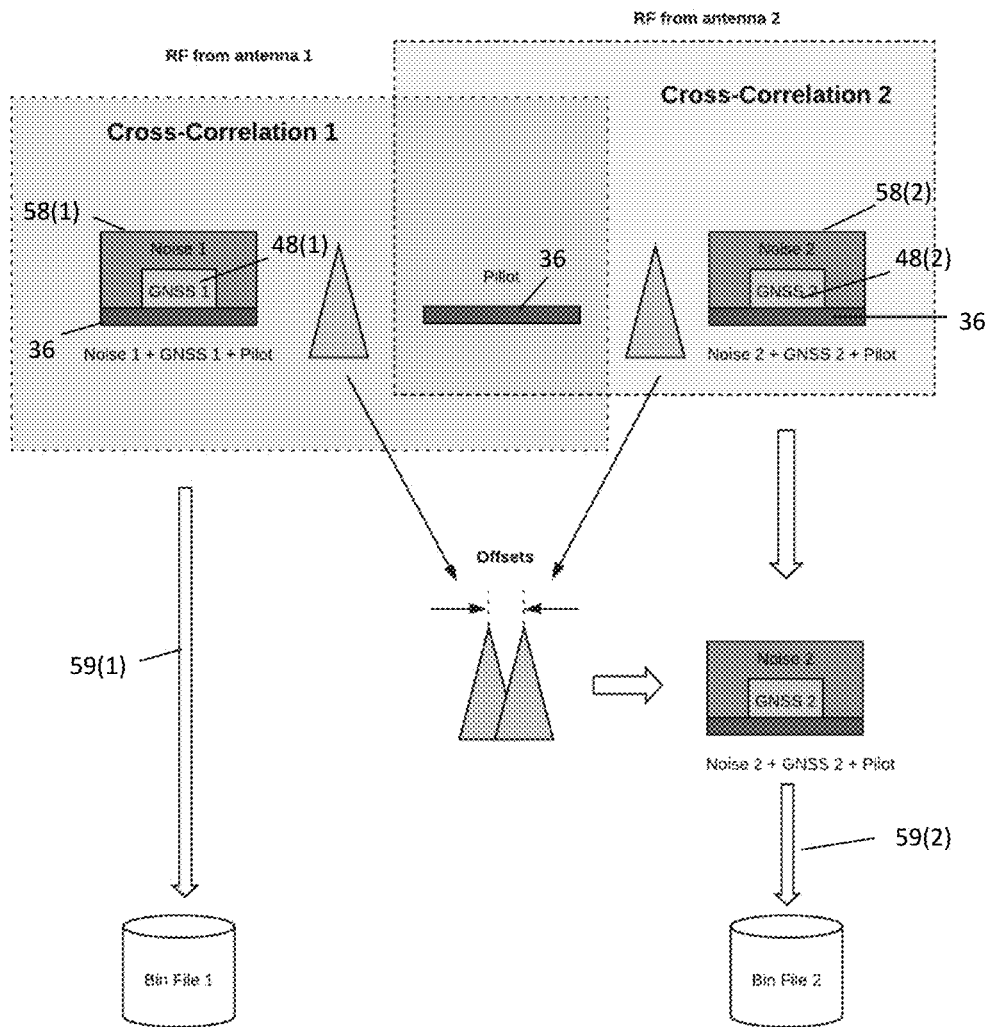 RF from antenna 2
RF from antenna 1
Cross-Correlation 2
Cross-Correlation 1
58(1)
58(2)
Noise 1
48(1)
Noise 2
48(2)
GNSS 1
Pillot
36
GNSS 2
36
36
Noise 1 + GNSS 1 + Pilot
Noise 2 + GNSS 2 + Pilot
Offsets
59(1)
Noise 2
GNSS 2
Noise 2 + GNSS 2 + Pilot
59(2)
Bin File 1
Bin File 2